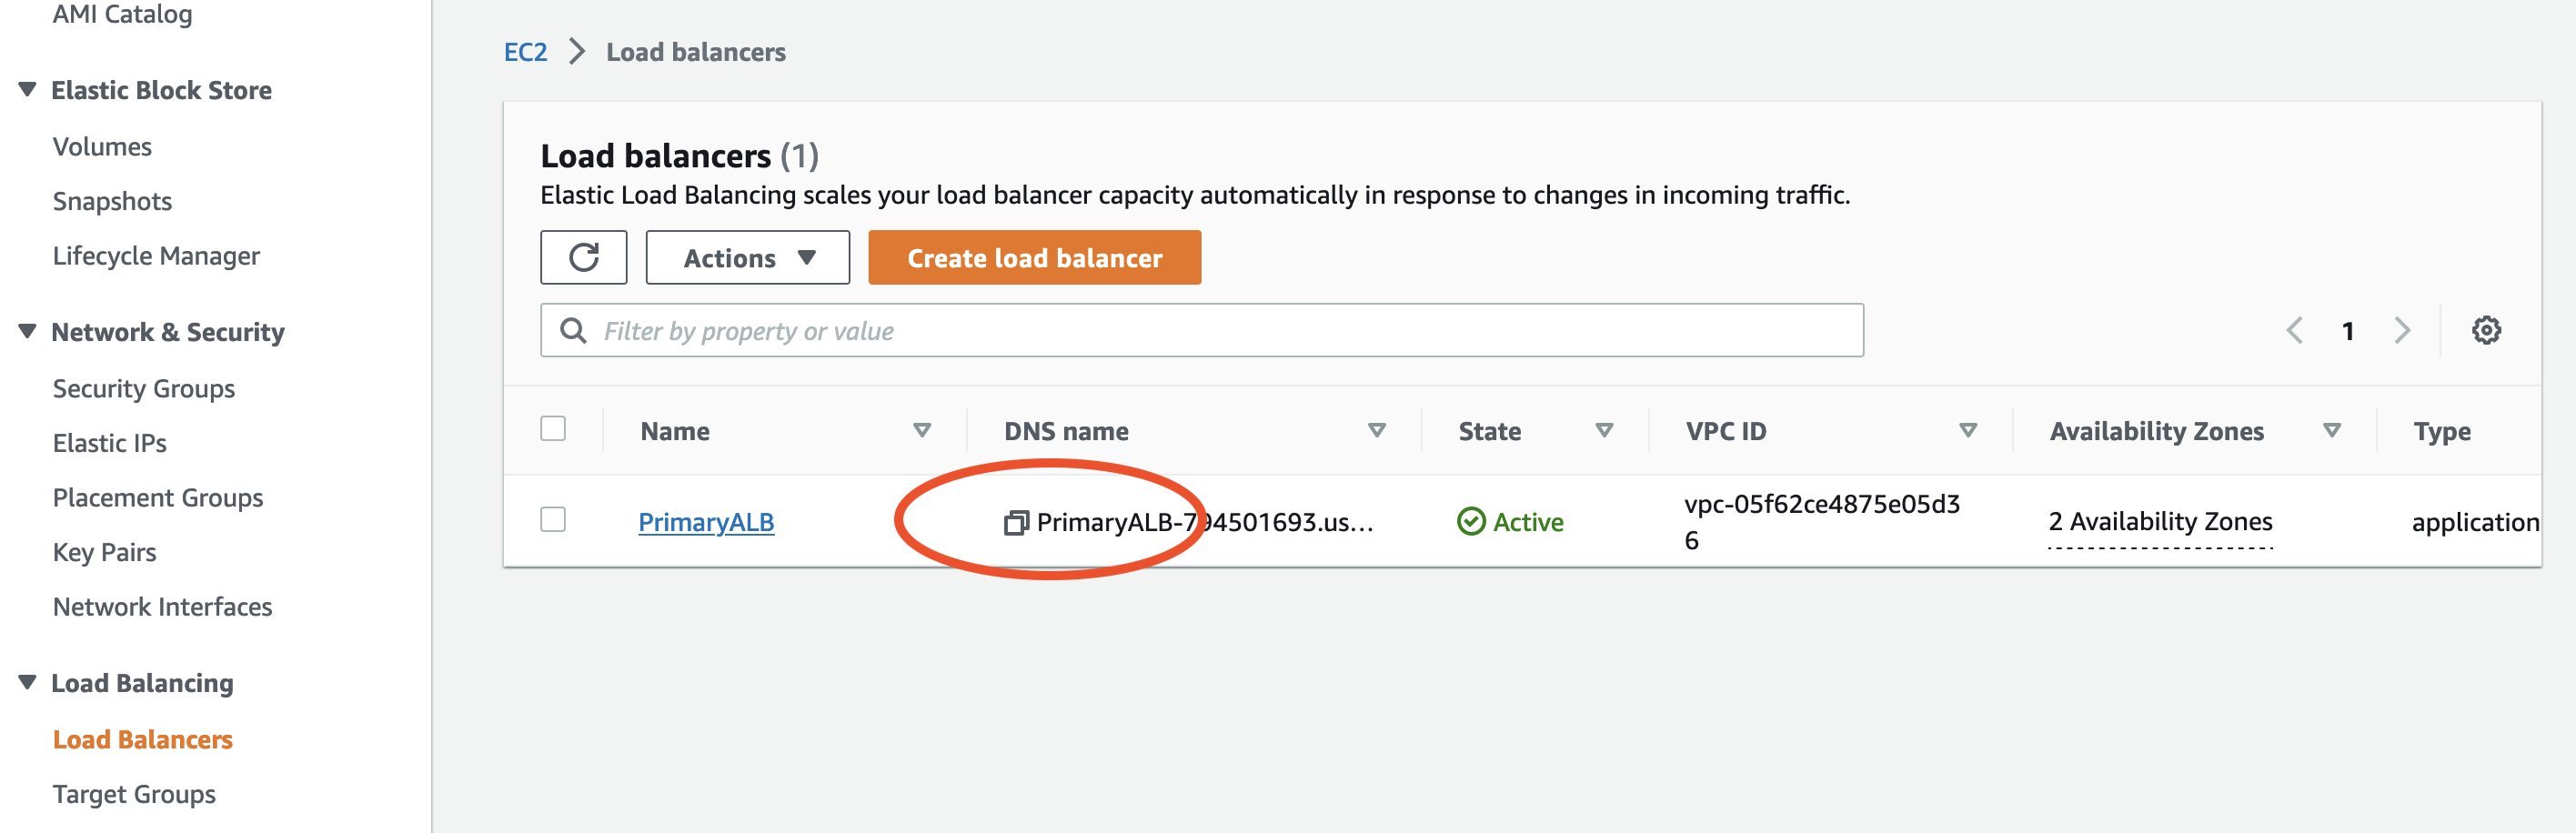 AMI Catalog
Elastic Block Store
Volumes
Snapshots
Lifecycle Manager
Network & Security
Security Groups
Elastic IPs
Placement Groups
Key Pairs
Network Interfaces
Load Balancing
Load Balancers
Target Groups
EC2 Load balancers
Load balancers (1)
Elastic Load Balancing scales your load balancer capacity automatically in response to changes in incoming traffic.
Actions Create load balancer
Filter by property or value 1
Name DNS name State VPC ID Availability Zones Type
PrimaryALB PrimaryALB-794501693.us... Active vpc-05f62ce4875e05d3 2 Availability Zones application
6